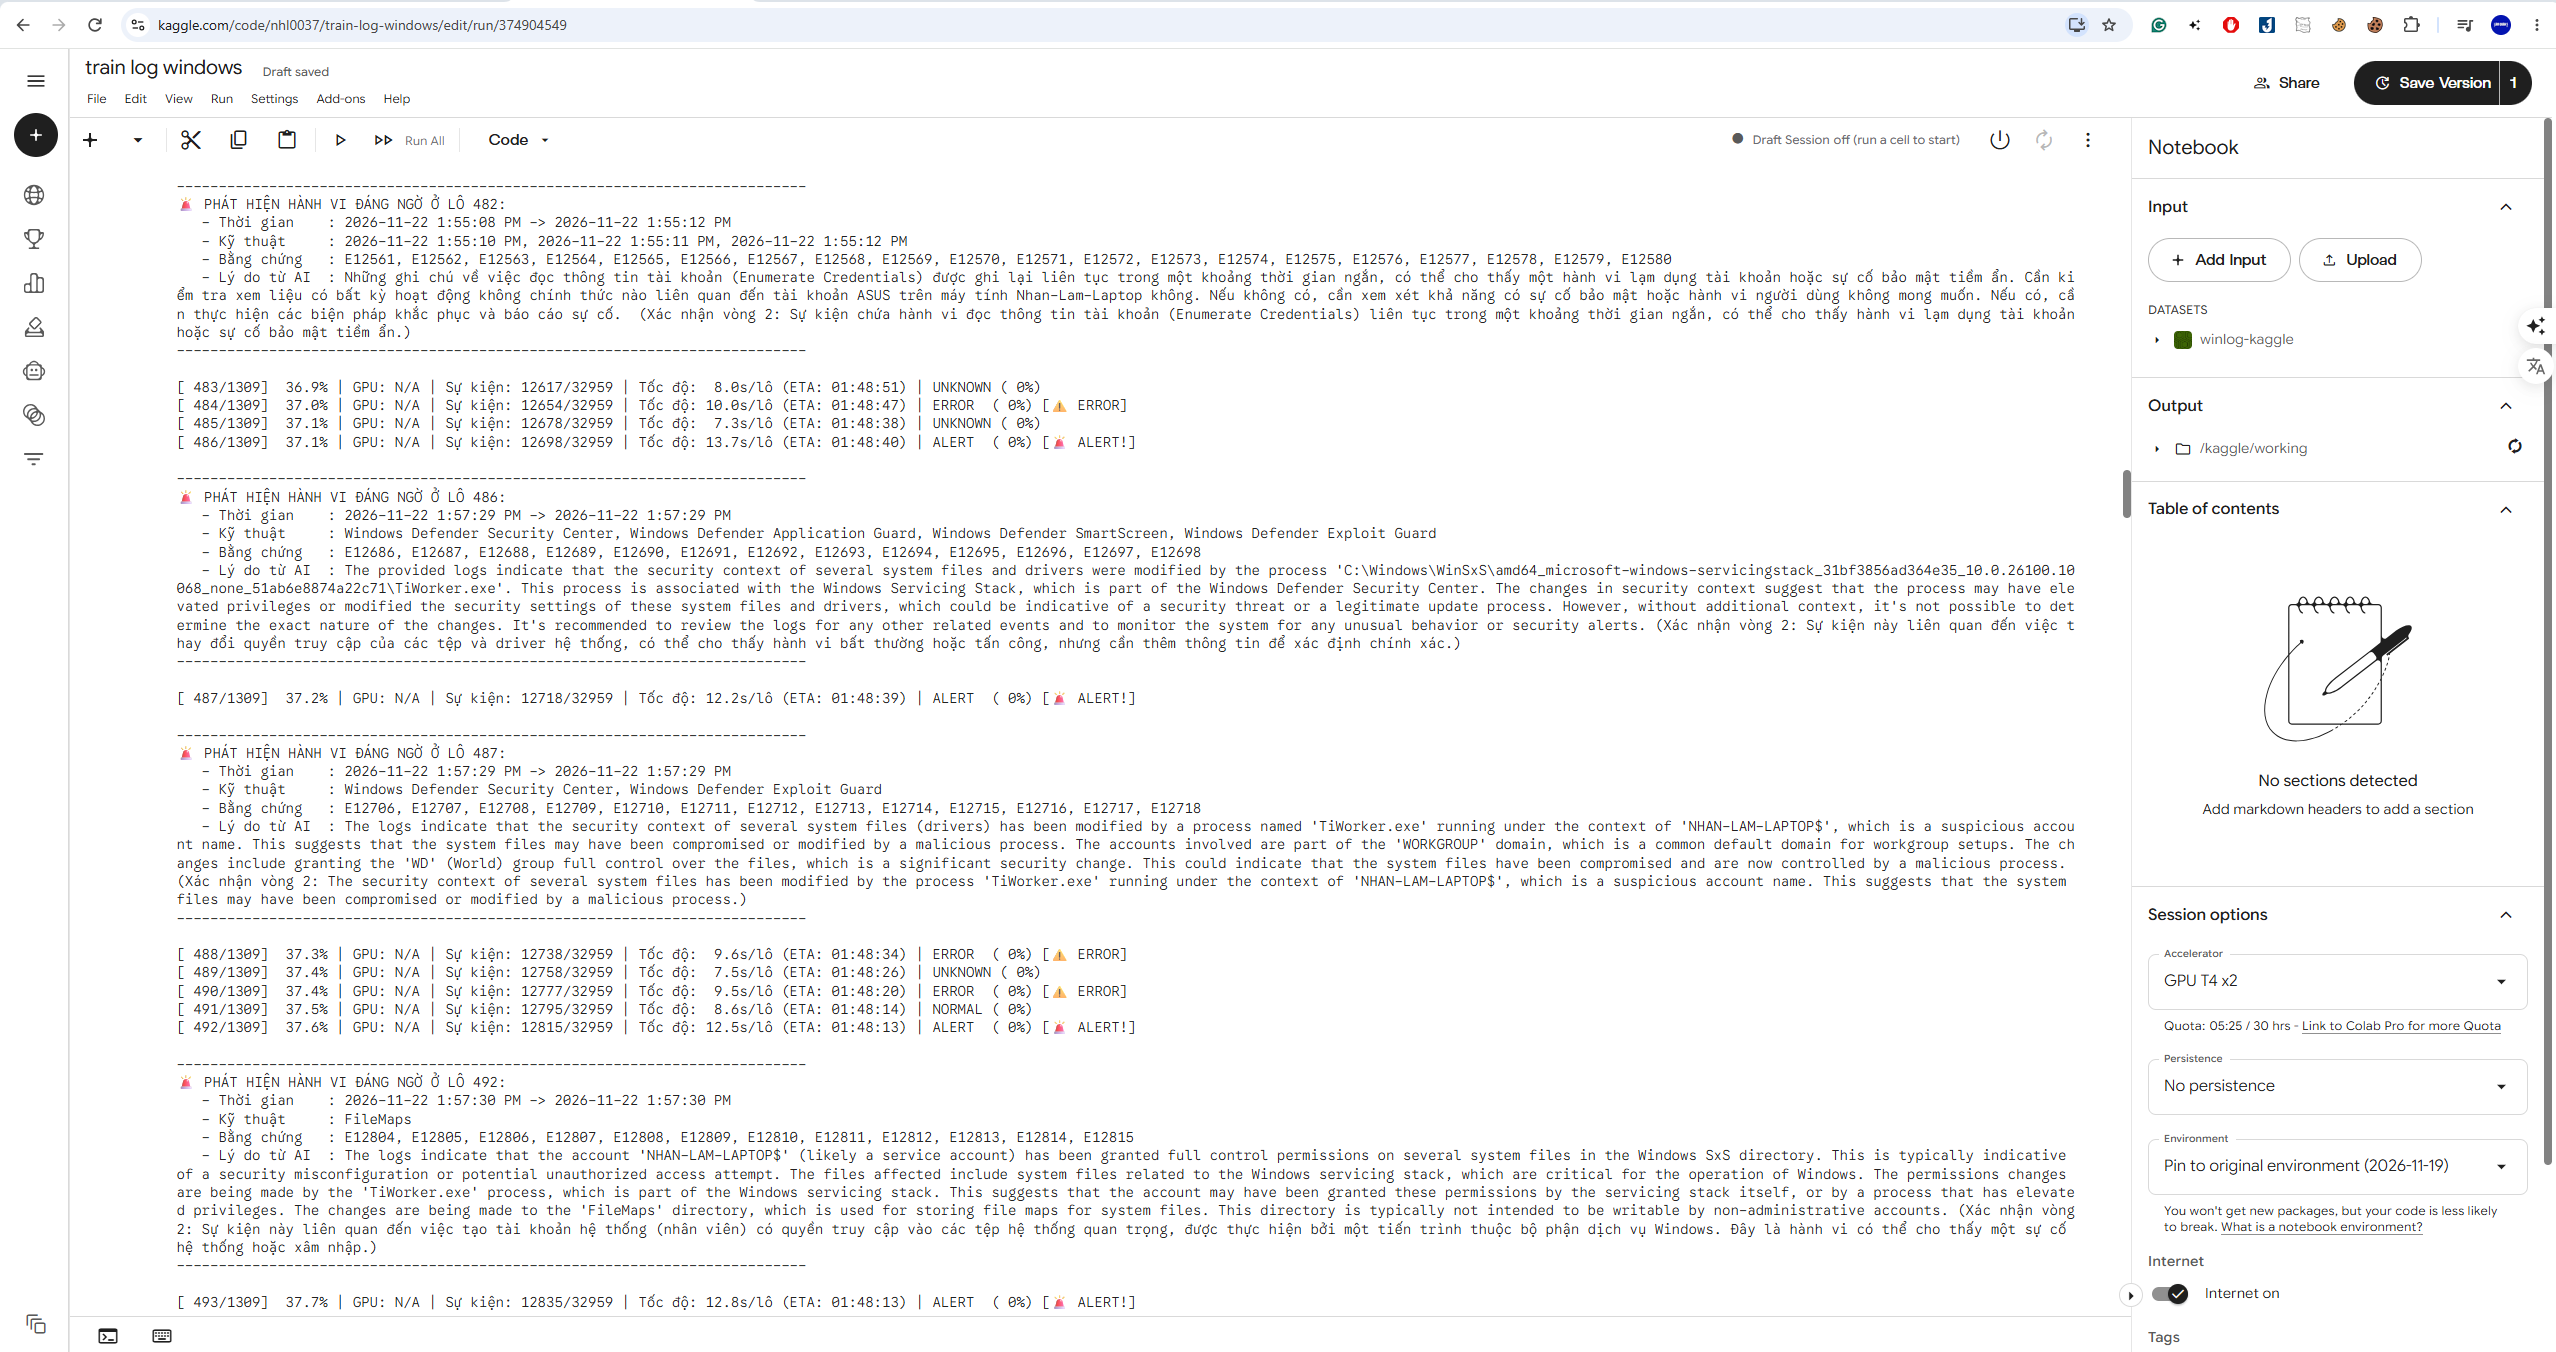 kaggle.com/code/nhl0037/train-log-windows/edit/run/374904549
train log windows
Draft saved
File Edit View Run Settings Add-ons Help
Share
Save Version 1
Run All
Code
Draft Session off (run a cell to start)
--------------------------------------------------------------------------------
🚨 PHÁT HIỆN HÀNH VI ĐÁNG NGỜ Ở LÔ 482:
- Thời gian : 2026-11-22 1:55:08 PM -> 2026-11-22 1:55:12 PM
- Kỹ thuật : 2026-11-22 1:55:10 PM, 2026-11-22 1:55:11 PM, 2026-11-22 1:55:12 PM
- Bằng chứng : E12561, E12562, E12563, E12564, E12565, E12566, E12567, E12568, E12569, E12570, E12571, E12572, E12573, E12574, E12575, E12576, E12577, E12578, E12579, E12580
- Lý do từ AI : Những ghi chú về việc đọc thông tin tài khoản (Enumerate Credentials) được ghi lại liên tục trong một khoảng thời gian ngắn, có thể cho thấy một hành vi lạm dụng tài khoản hoặc sự cố bảo mật tiềm ẩn. Cần ki
ểm tra xem liệu có bất kỳ hoạt động không chính thức nào liên quan đến tài khoản ASUS trên máy tính Nhan-Lam-Laptop không. Nếu không có, cần xem xét khả năng có sự cố bảo mật hoặc hành vi người dùng không mong muốn. Nếu có, cầ
n thực hiện các biện pháp khắc phục và báo cáo sự cố.  (Xác nhận vòng 2: Sự kiện chứa hành vi đọc thông tin tài khoản (Enumerate Credentials) liên tục trong một khoảng thời gian ngắn, có thể cho thấy hành vi lạm dụng tài khoản
hoặc sự cố bảo mật tiềm ẩn.)
--------------------------------------------------------------------------------
[ 483/1309] 36.9% | GPU: N/A | Sự kiện: 12617/32959 | Tốc độ: 8.0s/lô (ETA: 01:48:51) | UNKNOWN ( 0%)
[ 484/1309] 37.0% | GPU: N/A | Sự kiện: 12654/32959 | Tốc độ: 10.0s/lô (ETA: 01:48:47) | ERROR ( 0%) [⚠️ ERROR]
[ 485/1309] 37.1% | GPU: N/A | Sự kiện: 12678/32959 | Tốc độ: 7.3s/lô (ETA: 01:48:38) | UNKNOWN ( 0%)
[ 486/1309] 37.1% | GPU: N/A | Sự kiện: 12698/32959 | Tốc độ: 13.7s/lô (ETA: 01:48:40) | ALERT ( 0%) [🚨 ALERT!]
--------------------------------------------------------------------------------
🚨 PHÁT HIỆN HÀNH VI ĐÁNG NGỜ Ở LÔ 486:
- Thời gian : 2026-11-22 1:57:29 PM -> 2026-11-22 1:57:29 PM
- Kỹ thuật : Windows Defender Security Center, Windows Defender Application Guard, Windows Defender SmartScreen, Windows Defender Exploit Guard
- Bằng chứng : E12686, E12687, E12688, E12689, E12690, E12691, E12692, E12693, E12694, E12695, E12696, E12697, E12698
- Lý do từ AI : The provided logs indicate that the security context of several system files and drivers were modified by the process 'C:\Windows\WinSxS\amd64_microsoft-windows-servicingstack_31bf3856ad364e35_10.0.26100.10
068_none_51ab6e8874a22c71\TiWorker.exe'. This process is associated with the Windows Servicing Stack, which is part of the Windows Defender Security Center. The changes in security context suggest that the process may have ele
vated privileges or modified the security settings of these system files and drivers, which could be indicative of a security threat or a legitimate update process. However, without additional context, it's not possible to det
ermine the exact nature of the changes. It's recommended to review the logs for any other related events and to monitor the system for any unusual behavior or security alerts. (Xác nhận vòng 2: Sự kiện này liên quan đến việc t
hay đổi quyền truy cập của các tệp và driver hệ thống, có thể cho thấy hành vi bất thường hoặc tấn công, nhưng cần thêm thông tin để xác định chính xác.)
--------------------------------------------------------------------------------
[ 487/1309] 37.2% | GPU: N/A | Sự kiện: 12718/32959 | Tốc độ: 12.2s/lô (ETA: 01:48:39) | ALERT ( 0%) [🚨 ALERT!]
--------------------------------------------------------------------------------
🚨 PHÁT HIỆN HÀNH VI ĐÁNG NGỜ Ở LÔ 487:
- Thời gian : 2026-11-22 1:57:29 PM -> 2026-11-22 1:57:29 PM
- Kỹ thuật : Windows Defender Security Center, Windows Defender Exploit Guard
- Bằng chứng : E12706, E12707, E12708, E12709, E12710, E12711, E12712, E12713, E12714, E12715, E12716, E12717, E12718
- Lý do từ AI : The logs indicate that the security context of several system files (drivers) has been modified by a process named 'TiWorker.exe' running under the context of 'NHAN-LAM-LAPTOP$', which is a suspicious accou
nt name. This suggests that the system files may have been compromised or modified by a malicious process. The accounts involved are part of the 'WORKGROUP' domain, which is a common default domain for workgroup setups. The ch
anges include granting the 'WD' (World) group full control over the files, which is a significant security change. This could indicate that the system files have been compromised and are now controlled by a malicious process.
(Xác nhận vòng 2: The security context of several system files has been modified by the process 'TiWorker.exe' running under the context of 'NHAN-LAM-LAPTOP$', which is a suspicious account name. This suggests that the system
files may have been compromised or modified by a malicious process.)
--------------------------------------------------------------------------------
[ 488/1309] 37.3% | GPU: N/A | Sự kiện: 12738/32959 | Tốc độ: 9.6s/lô (ETA: 01:48:34) | ERROR ( 0%) [⚠️ ERROR]
[ 489/1309] 37.4% | GPU: N/A | Sự kiện: 12758/32959 | Tốc độ: 7.5s/lô (ETA: 01:48:26) | UNKNOWN ( 0%)
[ 490/1309] 37.4% | GPU: N/A | Sự kiện: 12777/32959 | Tốc độ: 9.5s/lô (ETA: 01:48:20) | ERROR ( 0%) [⚠️ ERROR]
[ 491/1309] 37.5% | GPU: N/A | Sự kiện: 12795/32959 | Tốc độ: 8.6s/lô (ETA: 01:48:14) | NORMAL ( 0%)
[ 492/1309] 37.6% | GPU: N/A | Sự kiện: 12815/32959 | Tốc độ: 12.5s/lô (ETA: 01:48:13) | ALERT ( 0%) [🚨 ALERT!]
--------------------------------------------------------------------------------
🚨 PHÁT HIỆN HÀNH VI ĐÁNG NGỜ Ở LÔ 492:
- Thời gian : 2026-11-22 1:57:30 PM -> 2026-11-22 1:57:30 PM
- Kỹ thuật : FileMaps
- Bằng chứng : E12804, E12805, E12806, E12807, E12808, E12809, E12810, E12811, E12812, E12813, E12814, E12815
- Lý do từ AI : The logs indicate that the account 'NHAN-LAM-LAPTOP$' (likely a service account) has been granted full control permissions on several system files in the Windows SxS directory. This is typically indicative
of a security misconfiguration or potential unauthorized access attempt. The files affected include system files related to the Windows servicing stack, which are critical for the operation of Windows. The permissions changes
are being made by the 'TiWorker.exe' process, which is part of the Windows servicing stack. This suggests that the account may have been granted these permissions by the servicing stack itself, or by a process that has elevate
d privileges. The changes are being made to the 'FileMaps' directory, which is used for storing file maps for system files. This directory is typically not intended to be writable by non-administrative accounts. (Xác nhận vòng
2: Sự kiện này liên quan đến việc tạo tài khoản hệ thống (nhân viên) có quyền truy cập vào các tệp hệ thống quan trọng, được thực hiện bởi một tiến trình thuộc bộ phận dịch vụ Windows. Đây là hành vi có thể cho thấy một sự cố
hệ thống hoặc xâm nhập.)
--------------------------------------------------------------------------------
[ 493/1309] 37.7% | GPU: N/A | Sự kiện: 12835/32959 | Tốc độ: 12.8s/lô (ETA: 01:48:13) | ALERT ( 0%) [🚨 ALERT!]
Notebook
Input
+ Add Input
Upload
DATASETS
winlog-kaggle
Output
/kaggle/working
Table of contents
No sections detected
Add markdown headers to add a section
Session options
Accelerator
GPU T4 x2
Quota: 05:25 / 30 hrs - Link to Colab Pro for more Quota
Persistence
No persistence
Environment
Pin to original environment (2026-11-19)
You won't get new packages, but your code is less likely
to break. What is a notebook environment?
Internet
Internet on
Tags